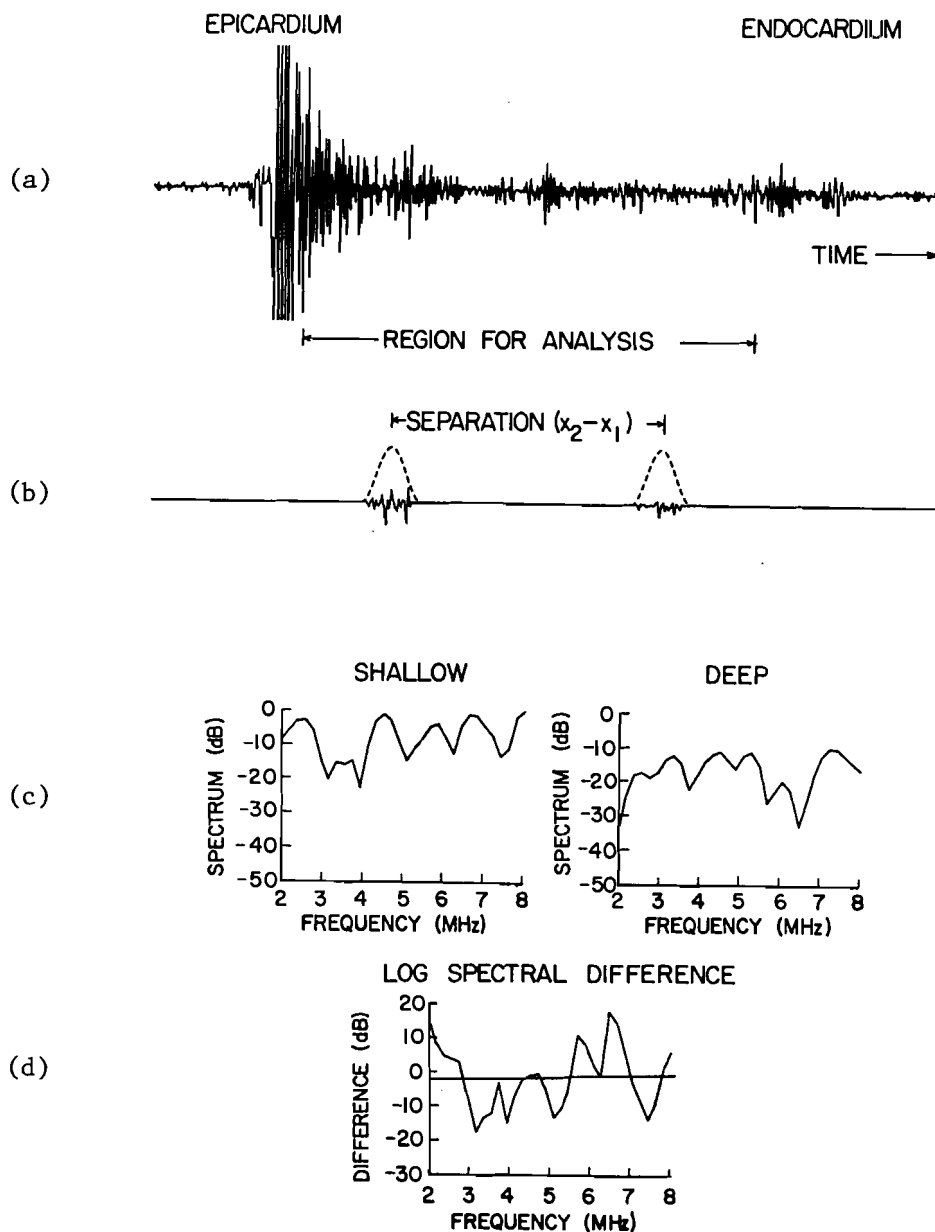 EPICARDIUM
ENDOCARDIUM
(a)
TIME
REGION FOR ANALYSIS
(b)
SEPARATION (x₂-x₁)
(c)
SHALLOW
SPECTRUM (dB)
0
-10
-20
-30
-40
-50
2 3 4 5 6 7 8
FREQUENCY (MHz)
DEEP
SPECTRUM (dB)
0
-10
-20
-30
-40
-50
2 3 4 5 6 7 8
FREQUENCY (MHz)
(d)
LOG SPECTRAL DIFFERENCE
DIFFERENCE (dB)
20
10
0
-10
-20
-30
2 3 4 5 6 7 8
FREQUENCY (MHz)